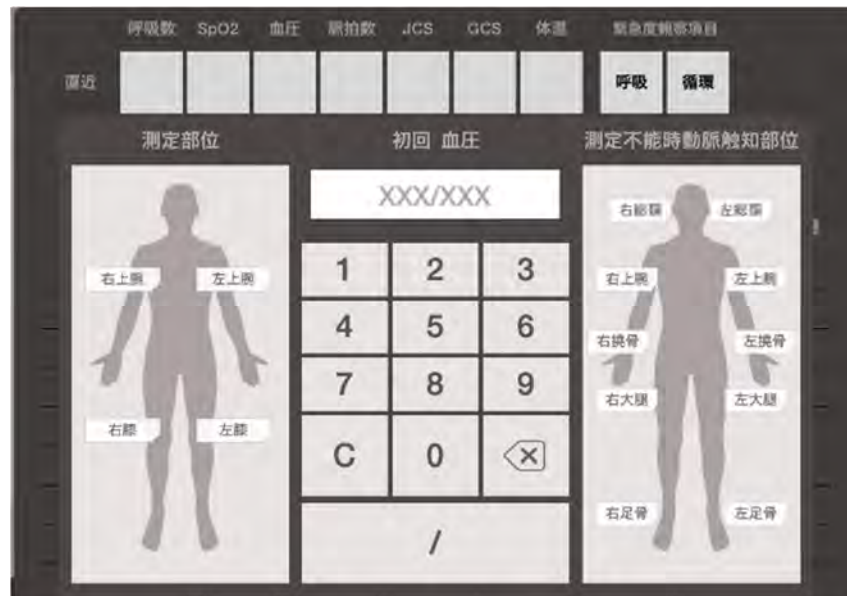 呼吸数 SpO2 血圧 脈拍数 JCS GCS 体温 緊急度観察項目
直近 呼吸 循環
測定部位 初回 血圧 測定不能時動脈触知部位
XXX/XXX
右総頸 左総頸
右上腕 左上腕
1 2 3
右上腕 左上腕
4 5 6
右撓骨 左撓骨
7 8 9
右大腿 左大腿
右膝 左膝
C 0
右足骨 左足骨
/